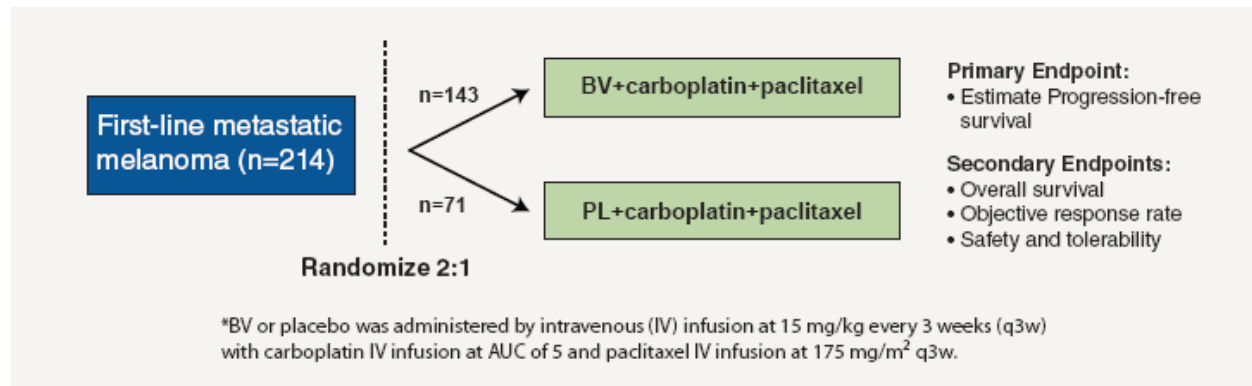 First-line metastatic
melanoma (n=214)
n=143
n=71
Randomize 2:1
BV+carboplatin+paclitaxel
PL+carboplatin+paclitaxel
Primary Endpoint:
• Estimate Progression-free
survival
Secondary Endpoints:
• Overall survival
• Objective response rate
• Safety and tolerability
*BV or placebo was administered by intravenous (IV) infusion at 15 mg/kg every 3 weeks (q3w)
with carboplatin IV infusion at AUC of 5 and paclitaxel IV infusion at 175 mg/m² q3w.